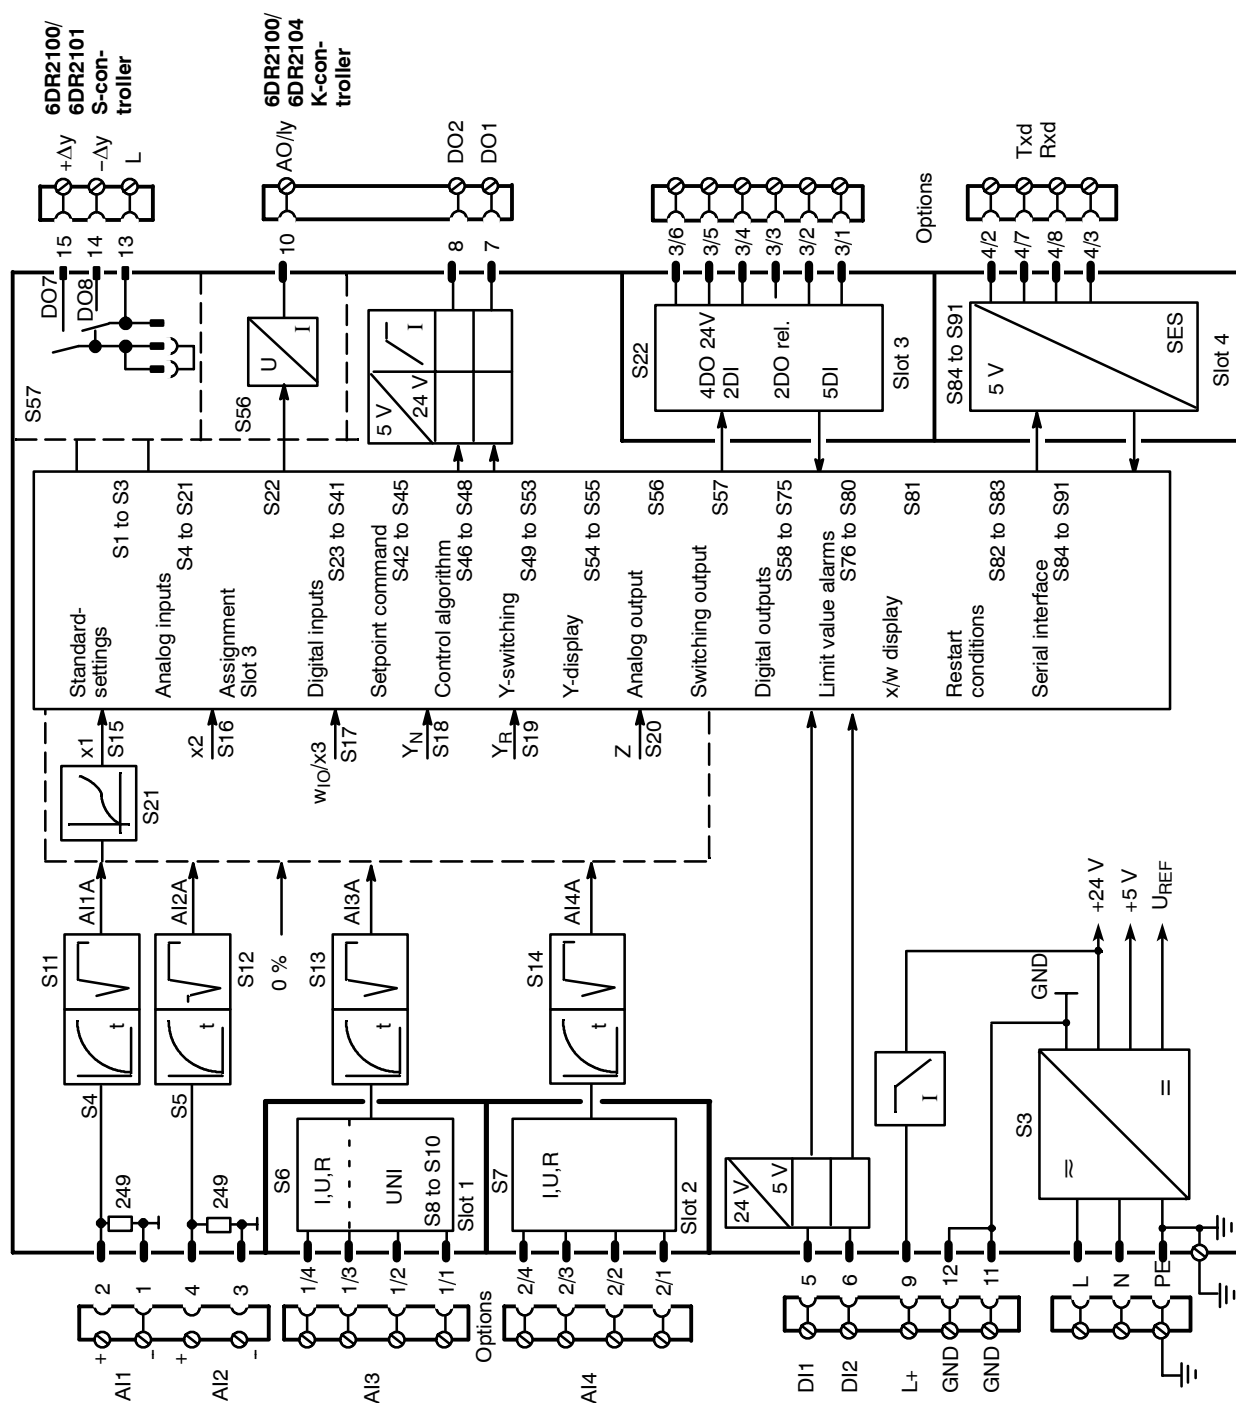 6DR2100/
6DR2101
S-con-
troller
+Δy
−Δy
L
15
14
13
DO7
DO8
S57
6DR2100/
6DR2104
K-con-
troller
AO/Iy
10
U
I
S56
DO2
DO1
8
7
5 V
24 V
I
Options
3/6
3/5
3/4
3/3
3/2
3/1
S22
4DO 24V
2DI
2DO rel.
5DI
Slot 3
Txd
Rxd
4/2
4/7
4/8
4/3
S84 to S91
5 V
SES
Slot 4
Standard-
settings
S1 to S3
Analog inputs
S4 to S21
Assignment
Slot 3
S22
Digital inputs
S23 to S41
Setpoint command
S42 to S45
Control algorithm
S46 to S48
Y-switching
S49 to S53
Y-display
S54 to S55
Analog output
S56
Switching output
S57
Digital outputs
S58 to S75
Limit value alarms
S76 to S80
x/w display
S81
Restart
conditions
S82 to S83
Serial interface
S84 to S91
x1
S15
x2
S16
wIO/x3
S17
YN
S18
YR
S19
Z
S20
S21
AI1A
AI2A
0 %
AI3A
AI4A
S11
t
S12
t
S13
t
S14
t
S4
S5
249
249
S6
I,U,R
UNI
S8 to S10
Slot 1
S7
I,U,R
Slot 2
24 V
5 V
I
S3
≂
=
GND
+24 V
+5 V
UREF
2
1
4
3
+
-
+
-
AI1
AI2
1/4
1/3
1/2
1/1
AI3
Options
2/4
2/3
2/2
2/1
AI4
5
6
9
12
11
DI1
DI2
L+
GND
GND
L
N
PE